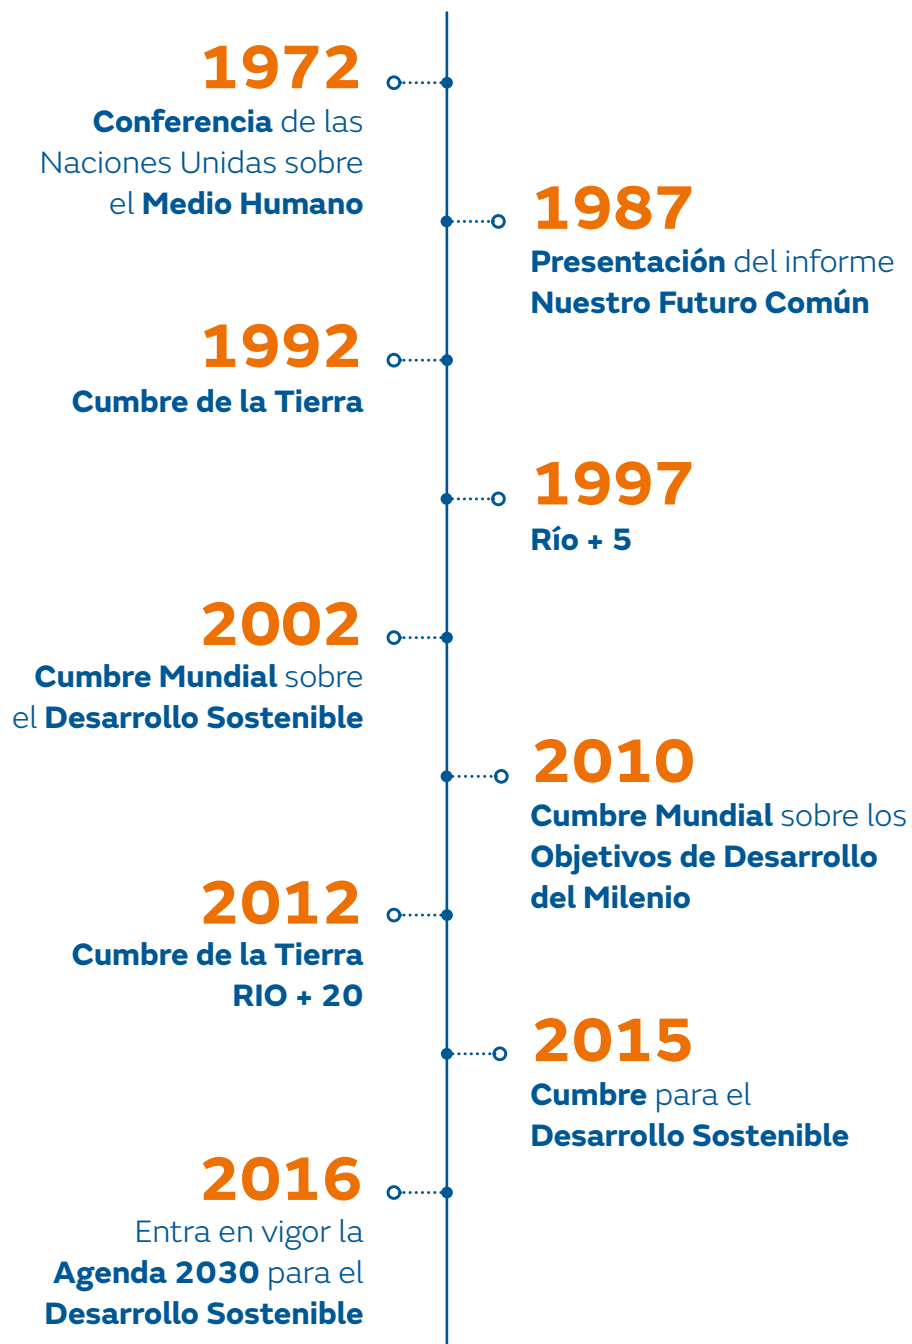 1972
Conferencia de las
Naciones Unidas sobre
el Medio Humano
1987
Presentación del informe
Nuestro Futuro Común
1992
Cumbre de la Tierra
1997
Río + 5
2002
Cumbre Mundial sobre
el Desarrollo Sostenible
2010
Cumbre Mundial sobre los
Objetivos de Desarrollo
del Milenio
2012
Cumbre de la Tierra
RIO + 20
2015
Cumbre para el
Desarrollo Sostenible
2016
Entra en vigor la
Agenda 2030 para el
Desarrollo Sostenible